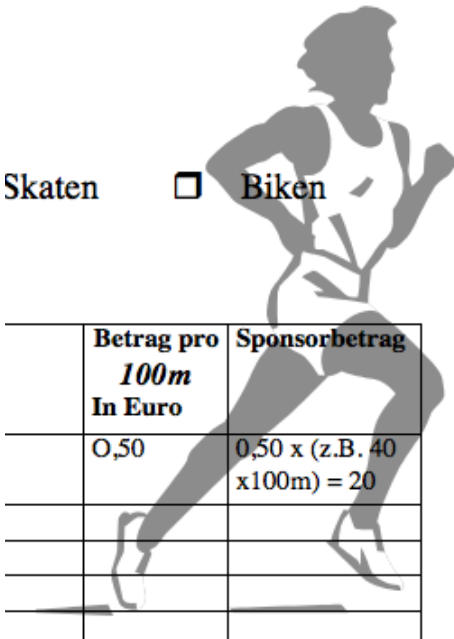 Skaten ❒ Biken
Betrag pro Sponsorbetrag
100m
In Euro
O,50 0,50 x (z.B. 40
x100m) = 20